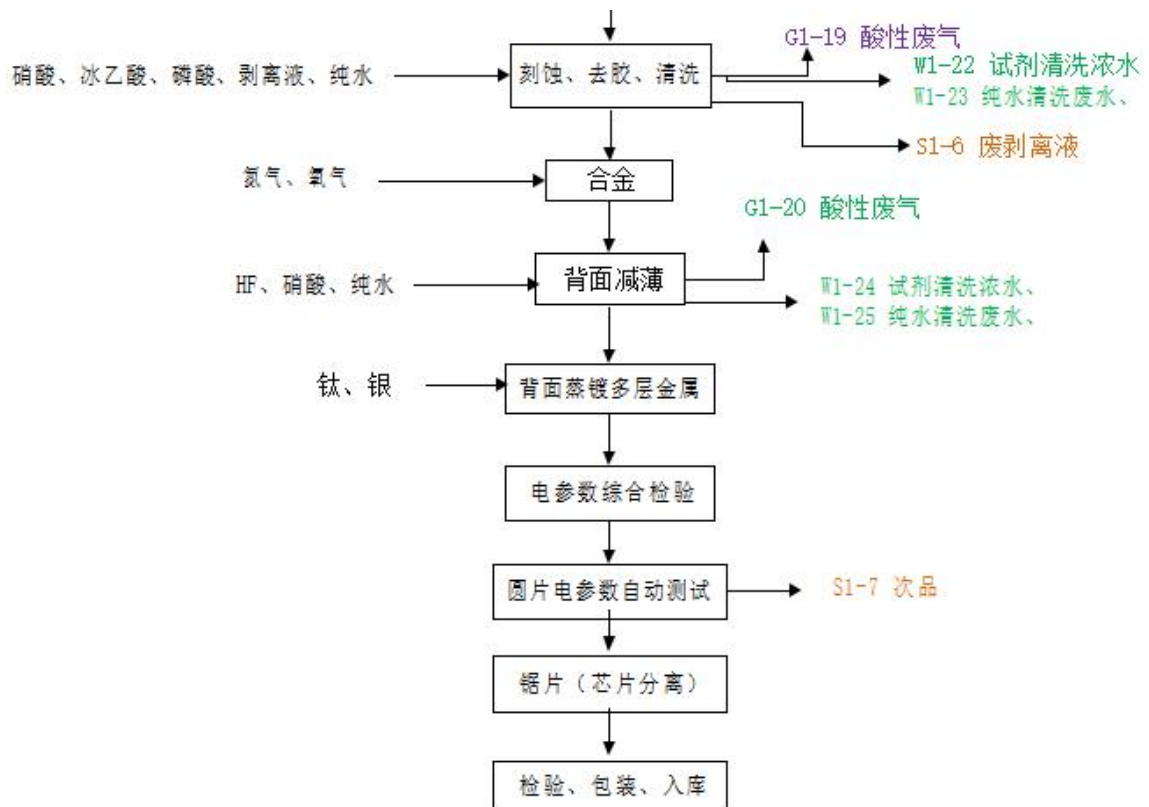 G1-19 酸性废气
硝酸、冰乙酸、磷酸、剥离液、纯水
刻蚀、去胶、清洗
W1-22 试剂清洗浓水
W1-23 纯水清洗废水、
S1-6 废剥离液
氮气、氧气
合金
G1-20 酸性废气
HF、硝酸、纯水
背面减薄
W1-24 试剂清洗浓水、
W1-25 纯水清洗废水、
钛、银
背面蒸镀多层金属
电参数综合检验
圆片电参数自动测试
S1-7 次品
锯片（芯片分离）
检验、包装、入库